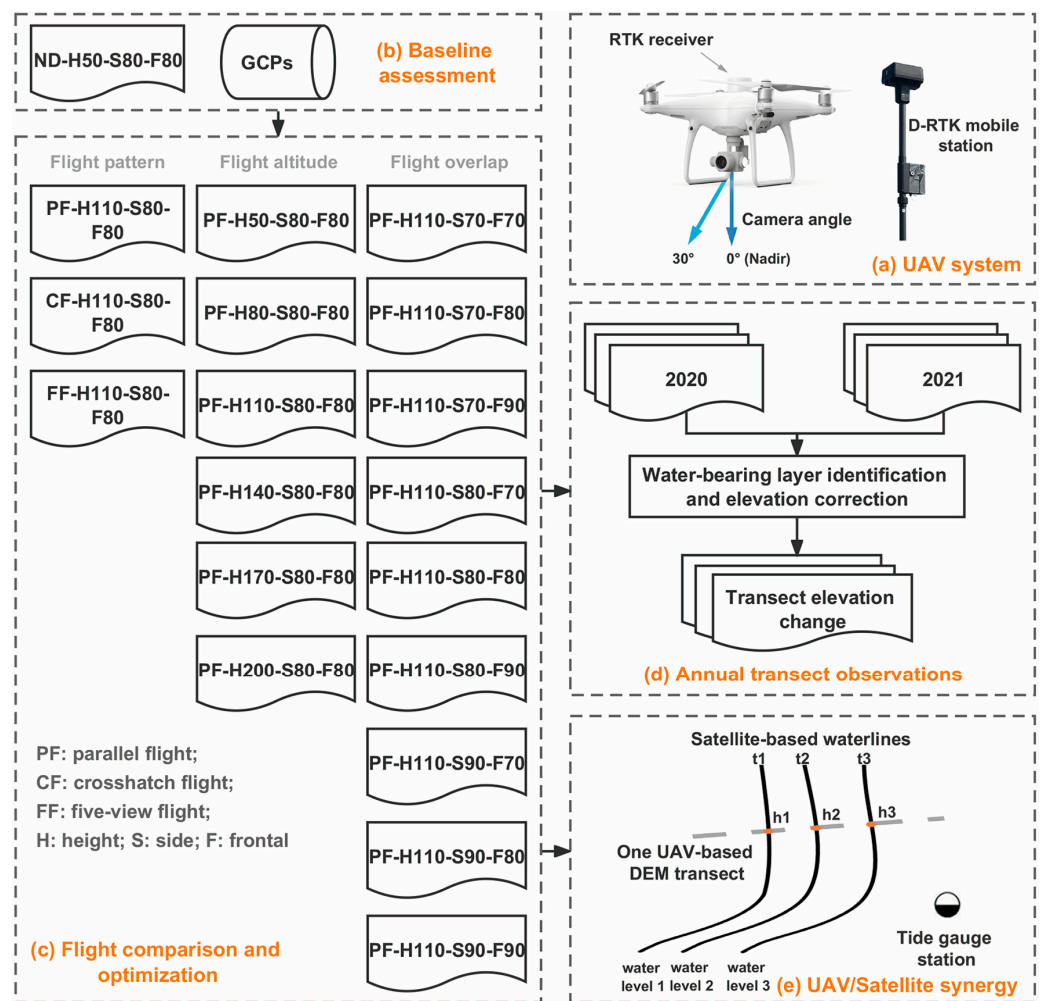 ND-H50-S80-F80
GCPs
(b) Baseline
assessment
Flight pattern
Flight altitude
Flight overlap
PF-H110-S80-
F80
PF-H50-S80-F80
PF-H110-S70-F70
CF-H110-S80-
F80
PF-H80-S80-F80
PF-H110-S70-F80
FF-H110-S80-
F80
PF-H110-S80-F80
PF-H110-S70-F90
PF-H140-S80-F80
PF-H110-S80-F70
PF-H170-S80-F80
PF-H110-S80-F80
PF-H200-S80-F80
PF-H110-S80-F90
PF-H110-S90-F70
PF-H110-S90-F80
PF-H110-S90-F90
PF: parallel flight;
CF: crosshatch flight;
FF: five-view flight;
H: height; S: side; F: frontal
(c) Flight comparison and
optimization
RTK receiver
D-RTK mobile
station
Camera angle
30°
0° (Nadir)
(a) UAV system
2020
2021
Water-bearing layer identification
and elevation correction
Transect elevation
change
(d) Annual transect observations
Satellite-based waterlines
t1
t2
t3
h1
h2
h3
One UAV-based
DEM transect
Tide gauge
station
water
level 1
water
level 2
water
level 3
(e) UAV/Satellite synergy